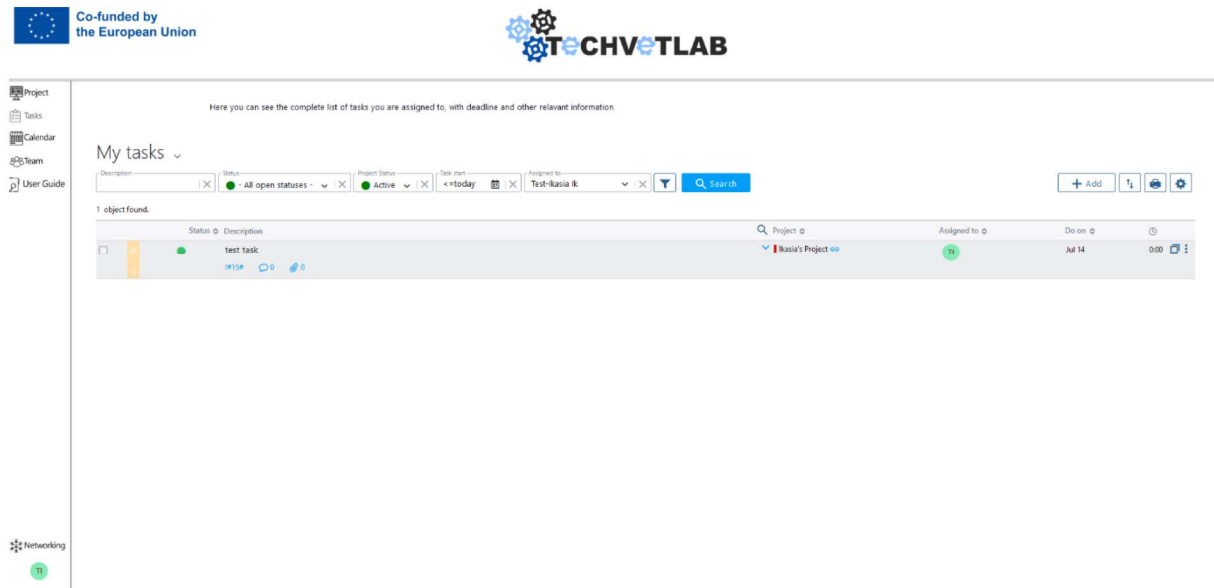 Co-funded by
the European Union
TECHVETLAB
Project
Tasks
Calendar
Team
User Guide
Here you can see the complete list of tasks you are assigned to, with deadline and other relavant information
My tasks
Description
Status
- All open statuses -
Project Status
Active
Task start
<=today
Assigned to
Test-Ikasia Ik
Search
+ Add
1 object found.
Status Description Project Assigned to Do on
test task Ikasia's Project TI Jul 14 0:00
!#15# 0 0
Networking
TI